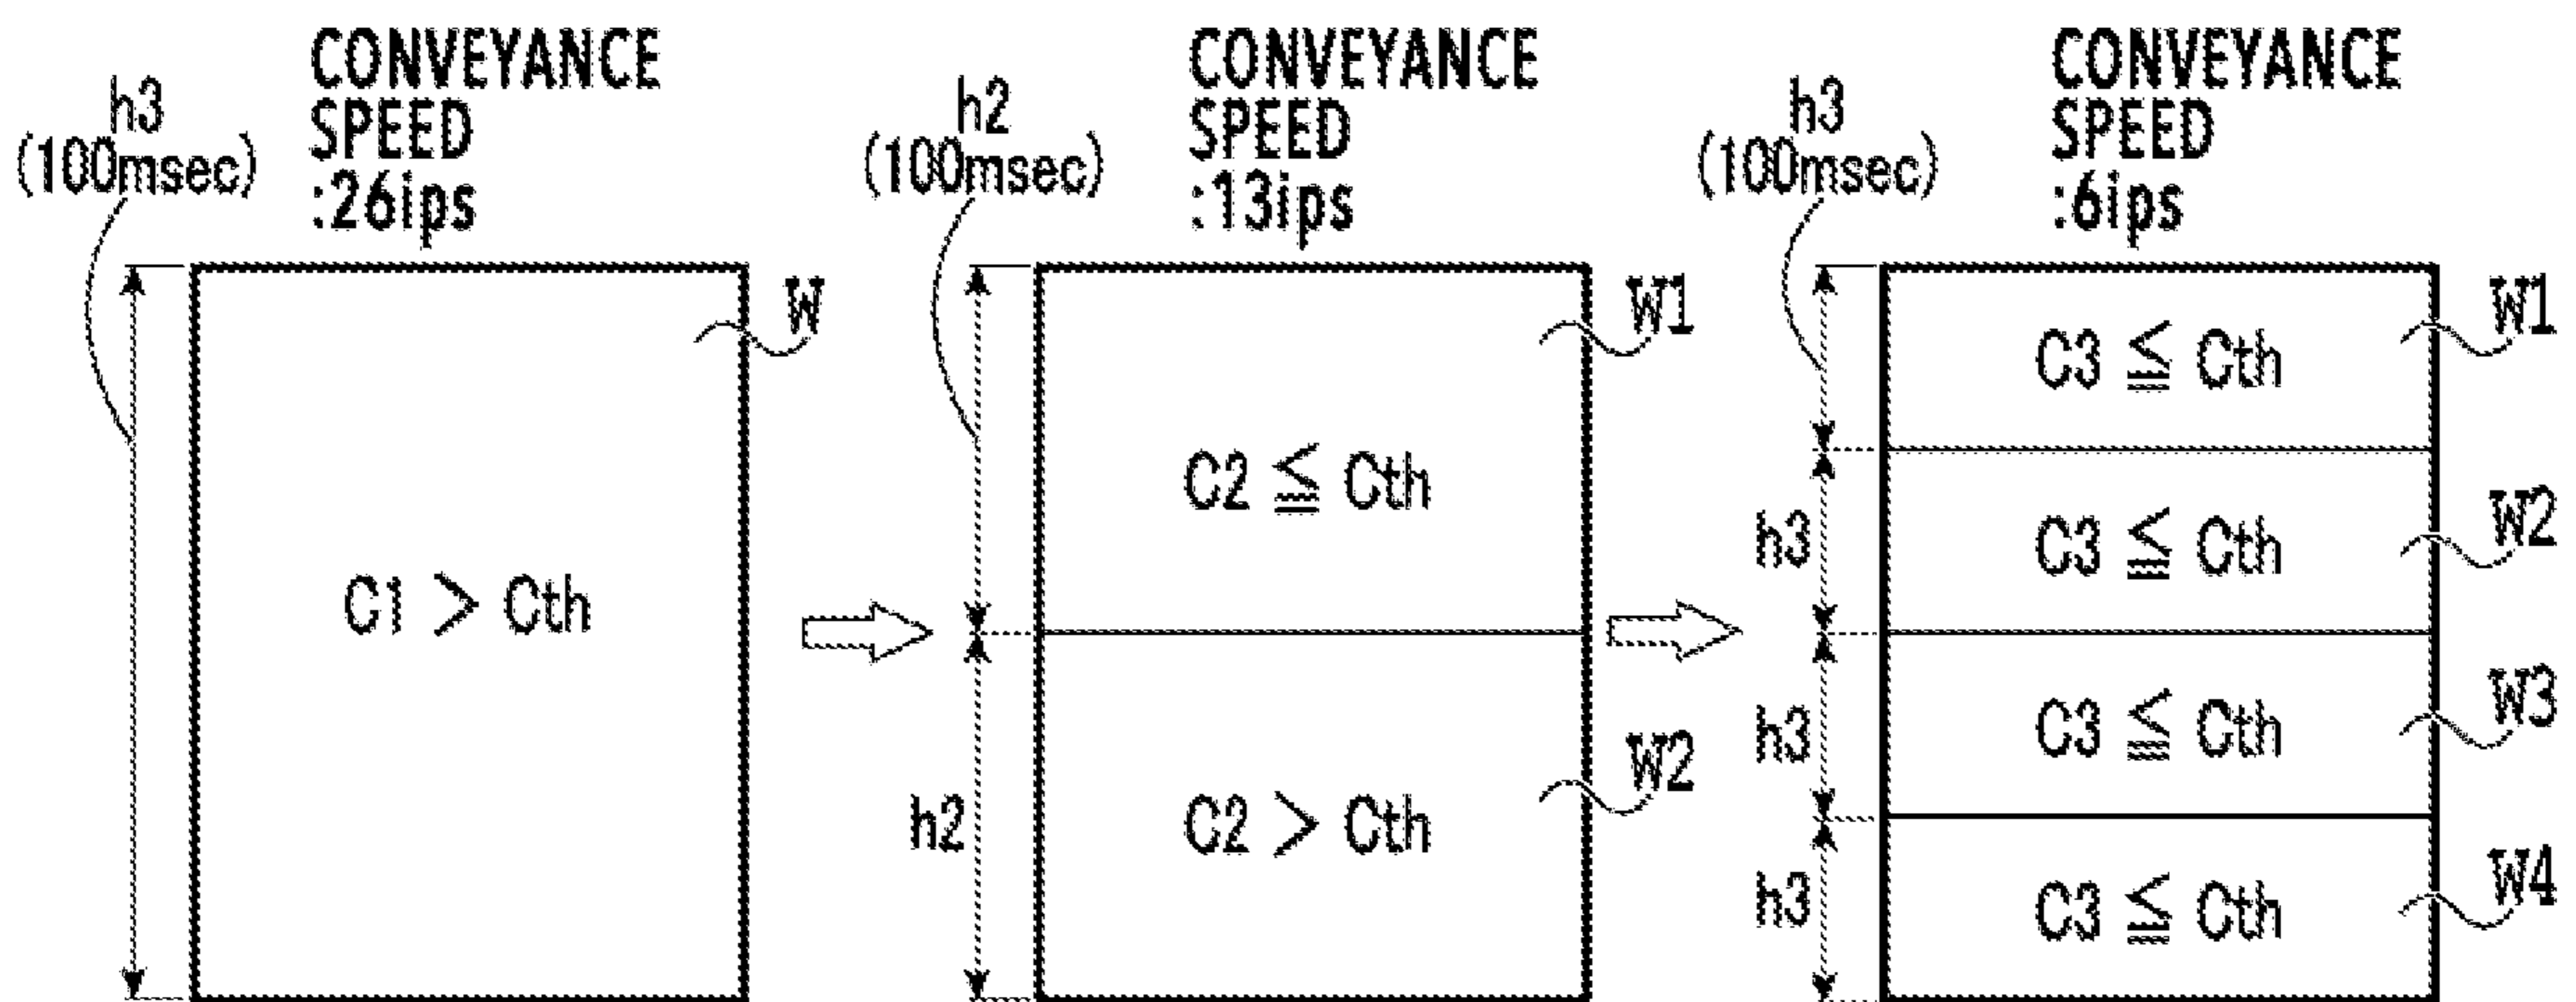 h3
(100msec)
CONVEYANCE
SPEED
:26ips
W
C1 > Cth
h2
(100msec)
CONVEYANCE
SPEED
:13ips
W1
C2 ≦ Cth
h2
W2
C2 > Cth
h3
(100msec)
CONVEYANCE
SPEED
:6ips
W1
C3 ≦ Cth
h3
W2
C3 ≦ Cth
h3
W3
C3 ≦ Cth
h3
W4
C3 ≦ Cth